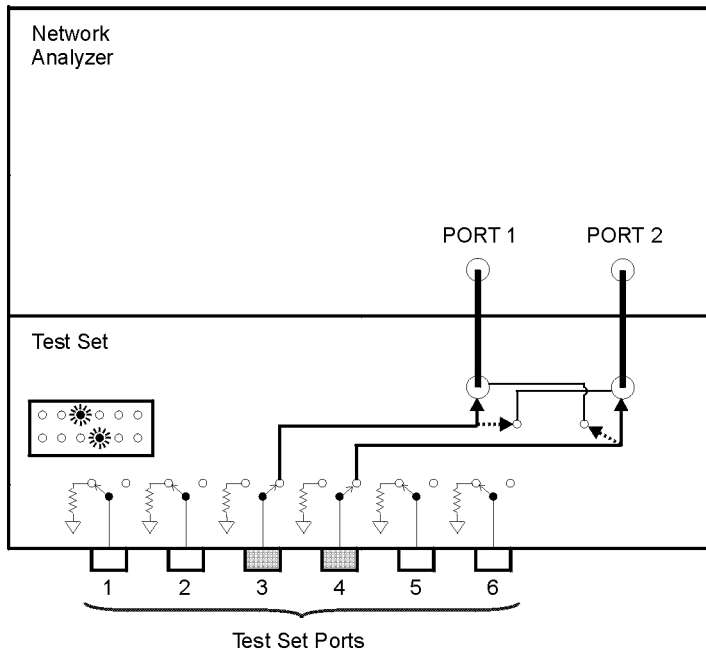 Network
Analyzer
PORT 1 PORT 2
Test Set
1 2 3 4 5 6
Test Set Ports